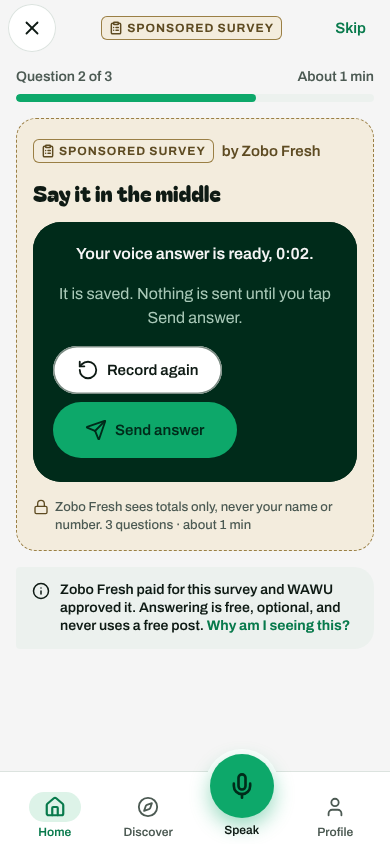 SPONSORED SURVEY
Skip
Question 2 of 3
About 1 min
SPONSORED SURVEY by Zobo Fresh
Say it in the middle
Your voice answer is ready, 0:02.
It is saved. Nothing is sent until you tap
Send answer.
Record again
Send answer
Zobo Fresh sees totals only, never your name or
number. 3 questions · about 1 min
Zobo Fresh paid for this survey and WAWU
approved it. Answering is free, optional, and
never uses a free post. Why am I seeing this?
Home
Discover
Speak
Profile